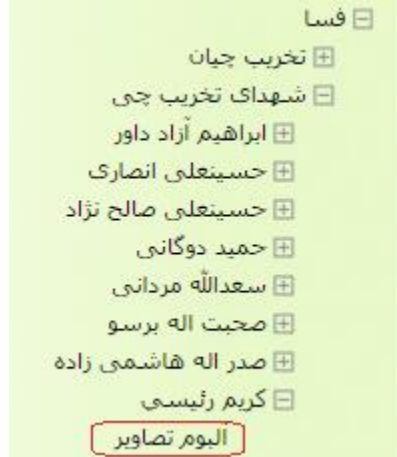 فسا
تخریب چیان
شهدای تخریب چی
ابراهیم آزاد داور
حسینعلی انصاری
حسینعلی صالح نژاد
حمید دوگانی
سعدالله مردانی
صحبت اله برسو
صدر اله هاشمی زاده
کریم رئیسی
آلبوم تصاویر